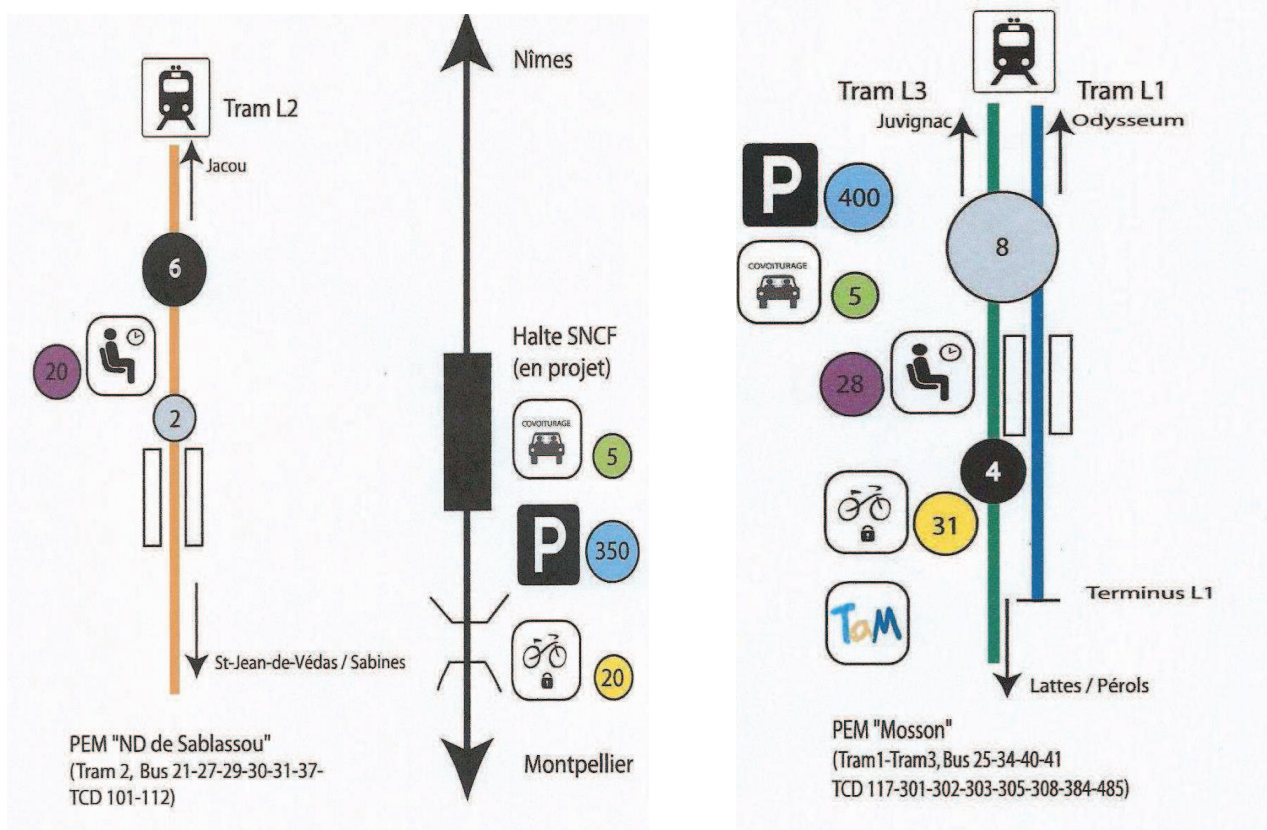 Nîmes
Tram L2
Jacou
6
20
2
Halte SNCF
(en projet)
COVOITURAGE
5
P
350
20
St-Jean-de-Védas / Sabines
Montpellier
PEM "ND de Sablassou"
(Tram 2, Bus 21-27-29-30-31-37-
TCD 101-112)
Tram L3
Juvignac
Tram L1
Odysseum
P
400
8
COVOITURAGE
5
28
4
31
TaM
Terminus L1
Lattes / Pérols
PEM "Mosson"
(Tram1-Tram3, Bus 25-34-40-41
TCD 117-301-302-303-305-308-384-485)